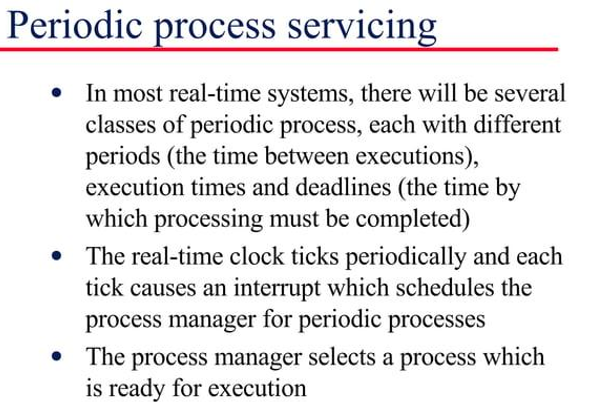 Periodic process servicing
• In most real-time systems, there will be several
classes of periodic process, each with different
periods (the time between executions),
execution times and deadlines (the time by
which processing must be completed)
• The real-time clock ticks periodically and each
tick causes an interrupt which schedules the
process manager for periodic processes
• The process manager selects a process which
is ready for execution